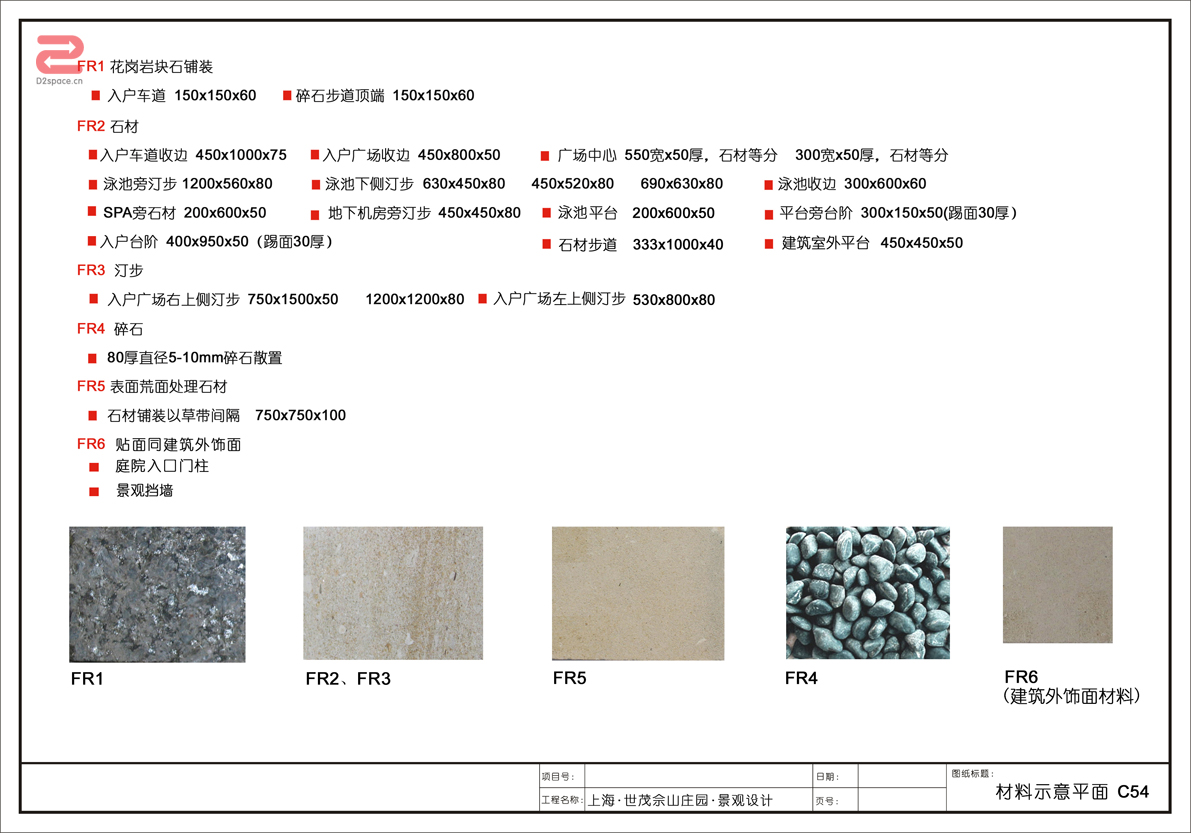 D2space.cn
FR1 花岗岩块石铺装
入户车道 150x150x60 碎石步道顶端 150x150x60
FR2 石材
入户车道收边 450x1000x75 入户广场收边 450x800x50 广场中心 550宽x50厚，石材等分 300宽x50厚，石材等分
泳池旁汀步 1200x560x80 泳池下侧汀步 630x450x80 450x520x80 690x630x80 泳池收边 300x600x60
SPA旁石材 200x600x50 地下机房旁汀步 450x450x80 泳池平台 200x600x50 平台旁台阶 300x150x50(踢面30厚）
入户台阶 400x950x50（踢面30厚） 石材步道 333x1000x40 建筑室外平台 450x450x50
FR3 汀步
入户广场右上侧汀步 750x1500x50 1200x1200x80 入户广场左上侧汀步 530x800x80
FR4 碎石
80厚直径5-10mm碎石散置
FR5 表面荒面处理石材
石材铺装以草带间隔 750x750x100
FR6 贴面同建筑外饰面
庭院入口门柱
景观挡墙
FR1 FR2、FR3 FR5 FR4 FR6
（建筑外饰面材料）
项目号： 日期： 图纸标题：
工程名称： 上海·世茂佘山庄园·景观设计 页号： 材料示意平面 C54